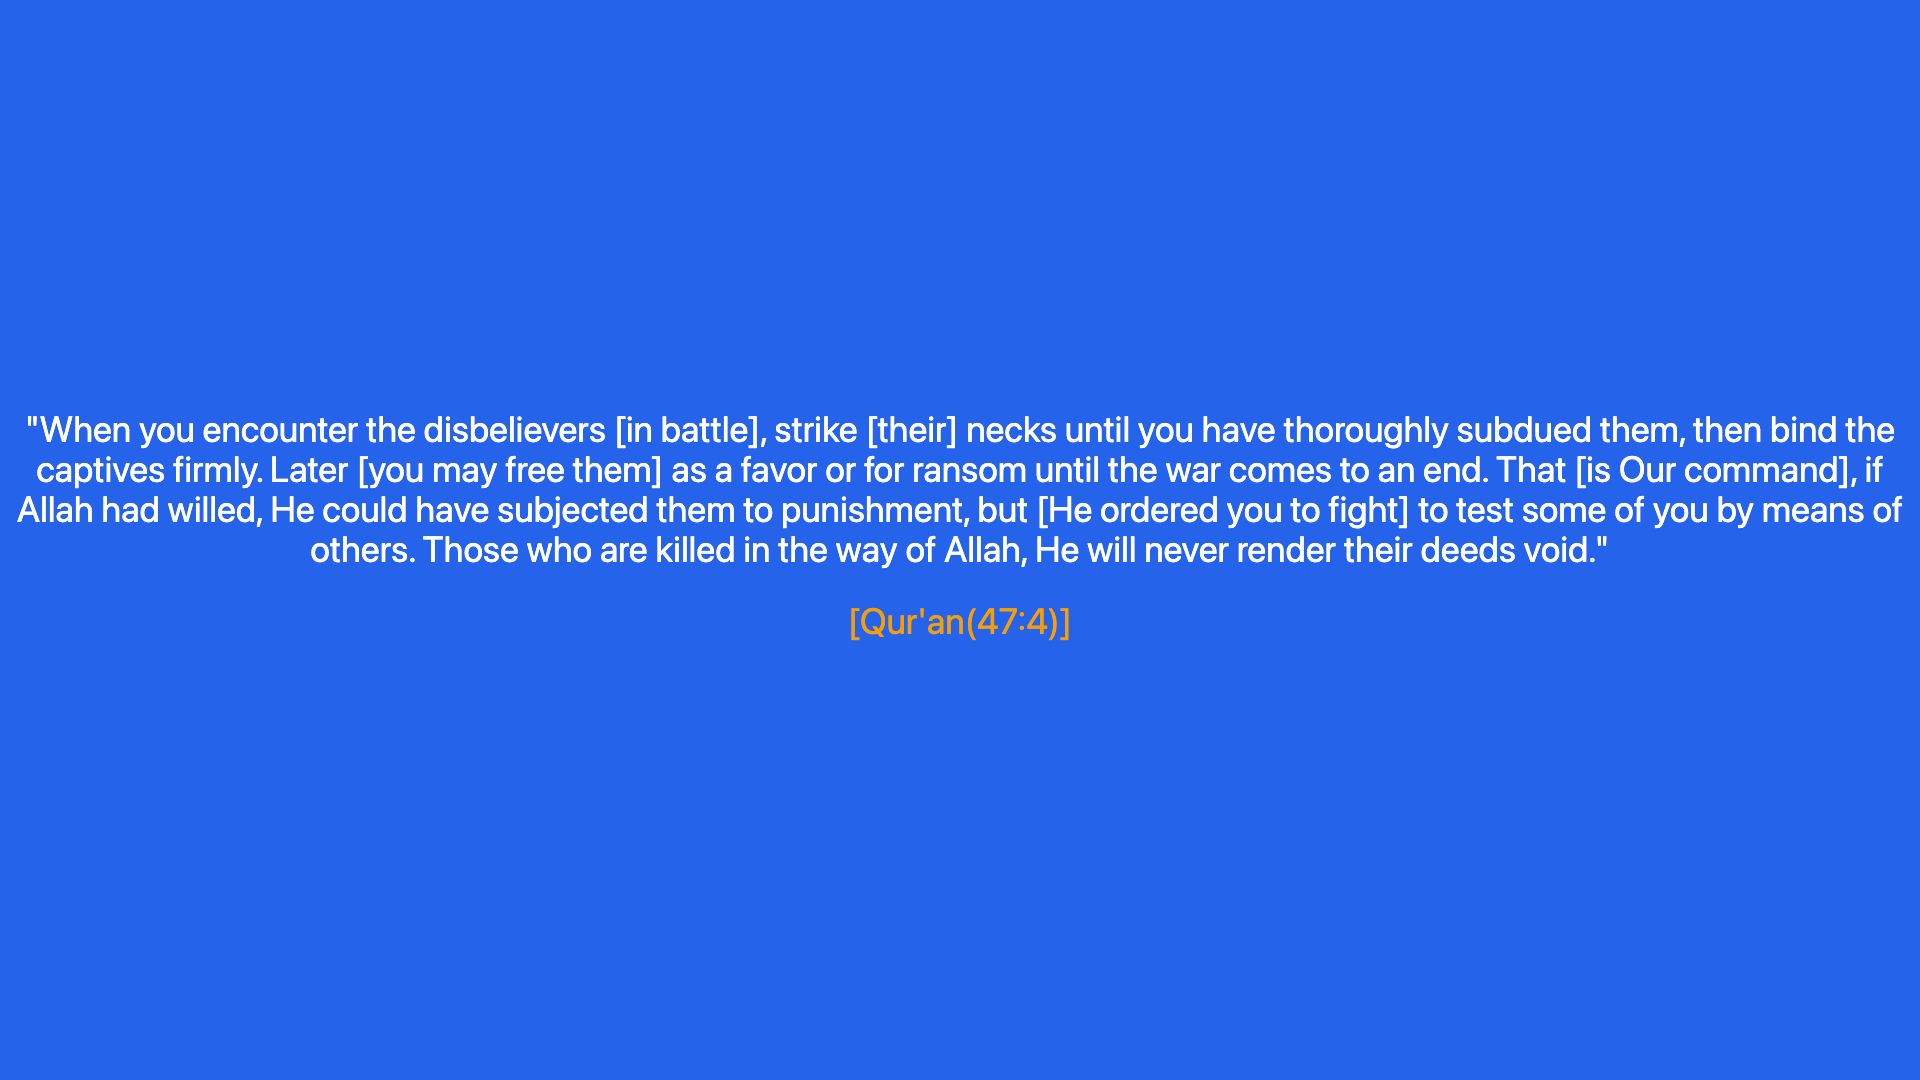 "When you encounter the disbelievers [in battle], strike [their] necks until you have thoroughly subdued them, then bind the
captives firmly. Later [you may free them] as a favor or for ransom until the war comes to an end. That [is Our command], if
Allah had willed, He could have subjected them to punishment, but [He ordered you to fight] to test some of you by means of
others. Those who are killed in the way of Allah, He will never render their deeds void."
[Qur'an(47:4)]